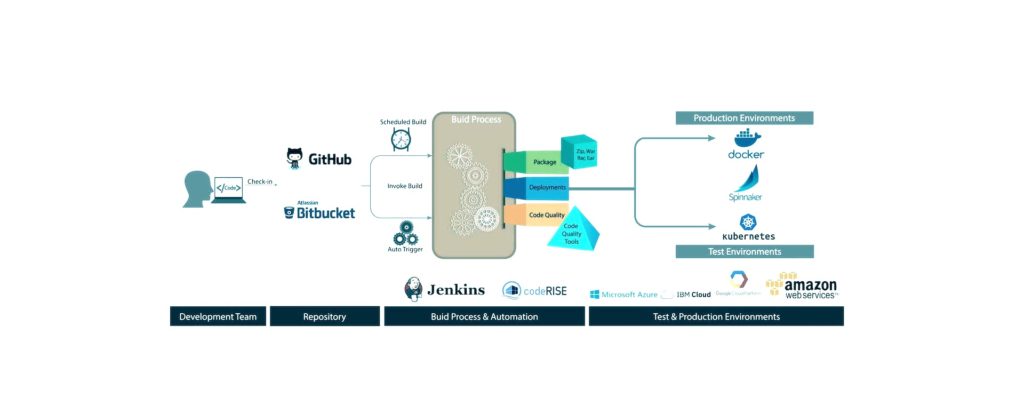 Scheduled Build
Buid Process
Production Environments
docker
GitHub
Package
Zip, War
Rar, Ear
Check-in
</Code>
Invoke Build
Deployments
Spinnaker
Atlassian
Bitbucket
Code Quality
Code
Quality
Tools
Auto Trigger
kubernetes
Test Environments
Jenkins
codeRISE
Microsoft Azure
IBM Cloud
Google Cloud Platform
amazon
web services
Development Team
Repository
Buid Process & Automation
Test & Production Environments